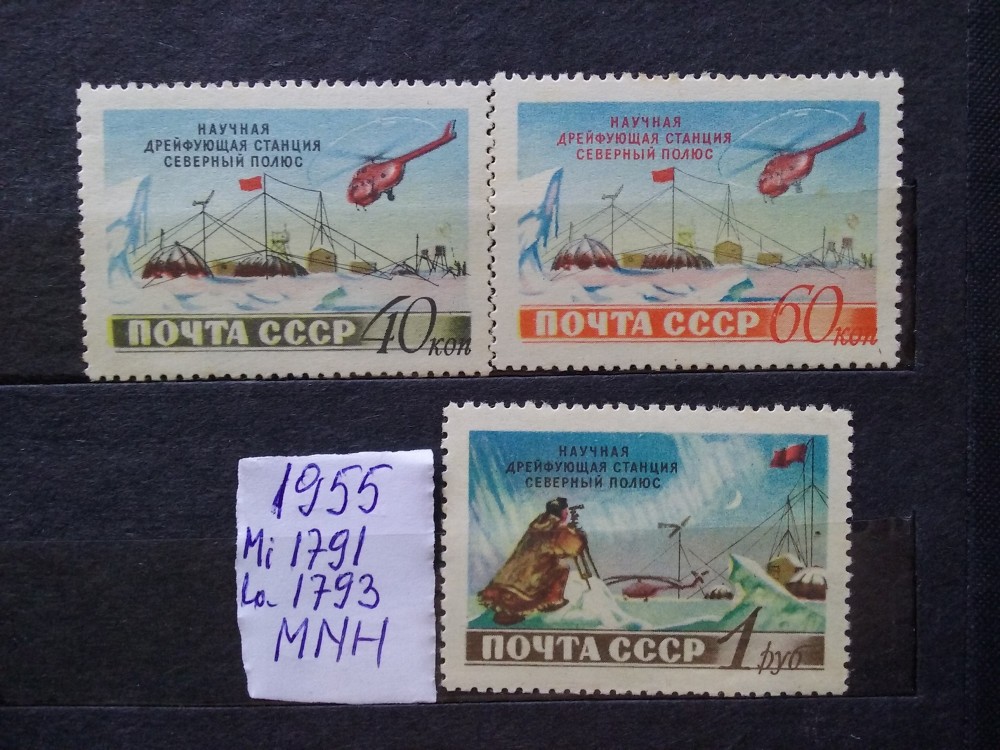 НАУЧНАЯ
ДРЕЙФУЮЩАЯ СТАНЦИЯ
СЕВЕРНЫЙ ПОЛЮС
ПОЧТА СССР 40 коп
НАУЧНАЯ
ДРЕЙФУЮЩАЯ СТАНЦИЯ
СЕВЕРНЫЙ ПОЛЮС
ПОЧТА СССР 60 коп
НАУЧНАЯ
ДРЕЙФУЮЩАЯ СТАНЦИЯ
СЕВЕРНЫЙ ПОЛЮС
ПОЧТА СССР 1 руб
1955
Mi 1791
1793
MNH